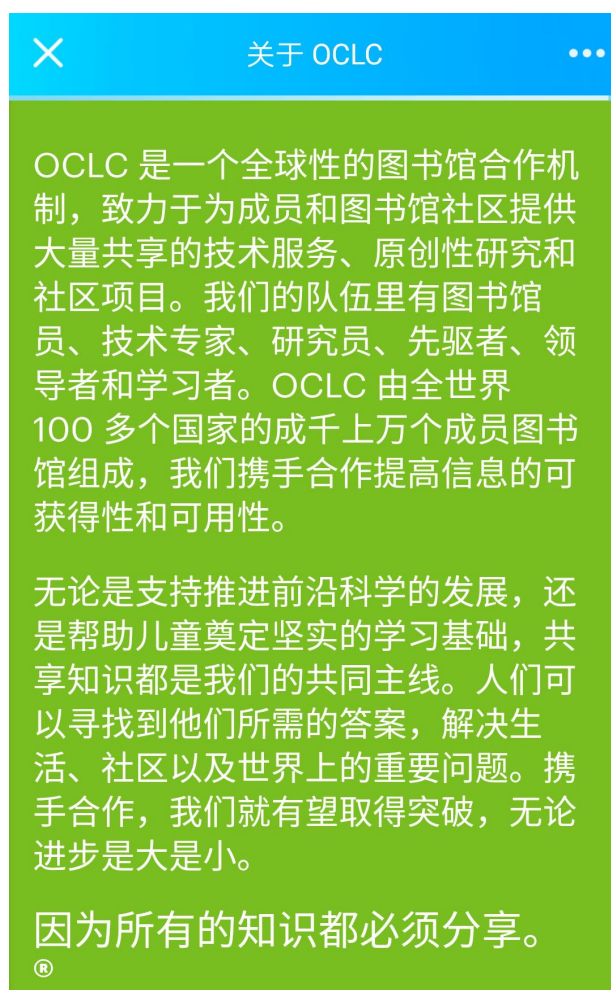 关于 OCLC
OCLC 是一个全球性的图书馆合作机
制，致力于为成员和图书馆社区提供
大量共享的技术服务、原创性研究和
社区项目。我们的队伍里有图书馆
员、技术专家、研究员、先驱者、领
导者和学习者。OCLC 由全世界
100 多个国家的成千上万个成员图书
馆组成，我们携手合作提高信息的可
获得性和可用性。
无论是支持推进前沿科学的发展，还
是帮助儿童奠定坚实的学习基础，共
享知识都是我们的共同主线。人们可
以寻找到他们所需的答案，解决生
活、社区以及世界上的重要问题。携
手合作，我们就有望取得突破，无论
进步是大是小。
因为所有的知识都必须分享。
®